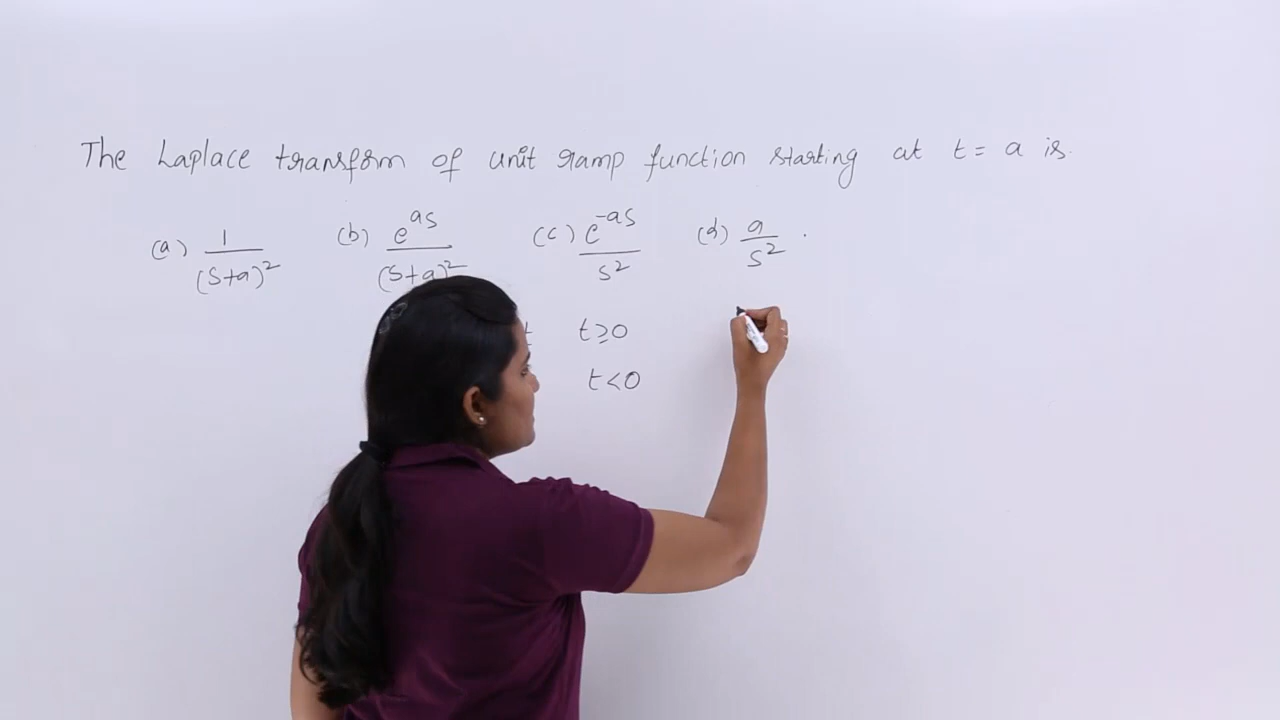 The Laplace transform of unit ramp function starting at t = a is.
(a) 1/(S+a)² (b) e^{as}/(S+a)² (c) e^{-as}/s² (d) a/s² .
t t ≥ 0
t < 0